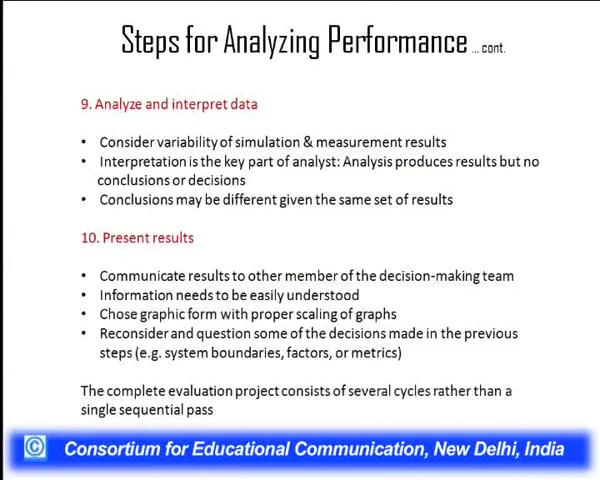 Steps for Analyzing Performance ... cont.
9. Analyze and interpret data
• Consider variability of simulation & measurement results
• Interpretation is the key part of analyst: Analysis produces results but no
conclusions or decisions
• Conclusions may be different given the same set of results
10. Present results
• Communicate results to other member of the decision-making team
• Information needs to be easily understood
• Chose graphic form with proper scaling of graphs
• Reconsider and question some of the decisions made in the previous
steps (e.g. system boundaries, factors, or metrics)
The complete evaluation project consists of several cycles rather than a
single sequential pass
© Consortium for Educational Communication, New Delhi, India